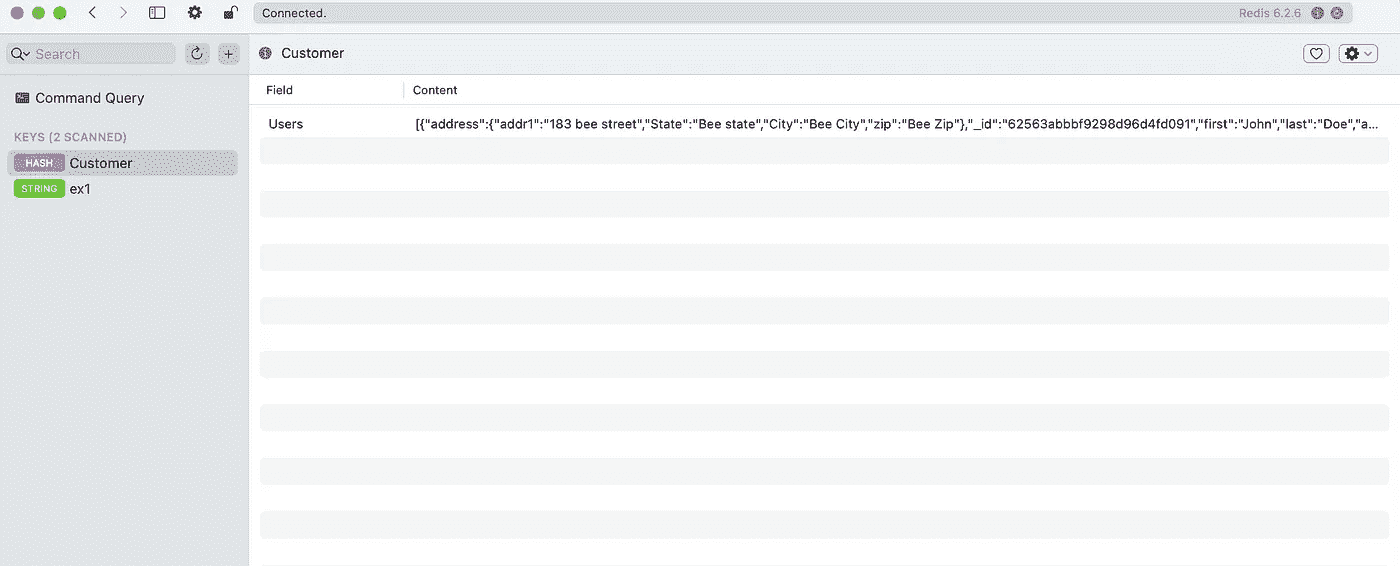 Connected.
Redis 6.2.6
Search
Customer
Field
Content
Command Query
KEYS (2 SCANNED)
Users
[{"address":{"addr1":"183 bee street","State":"Bee state","City":"Bee City","zip":"Bee Zip"},"_id":"62563abbbf9298d96d4fd091","first":"John","last":"Doe","a...
HASH Customer
STRING ex1